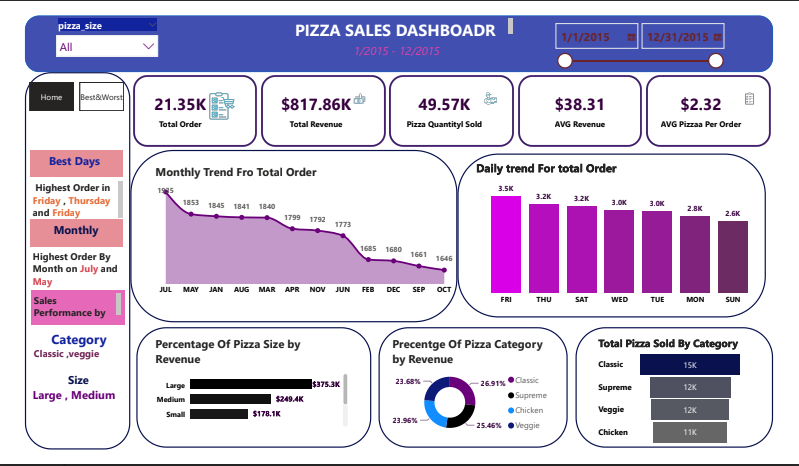 pizza_size
All
PIZZA SALES DASHBOADR
1/2015 - 12/2015
1/1/2015
12/31/2015
Home
Best&Worst
21.35K
Total Order
$817.86K
Total Revenue
49.57K
Pizza Quantityl Sold
$38.31
AVG Revenue
$2.32
AVG Pizzaa Per Order
Best Days
Highest Order in
Friday , Thursday
and Friday
Monthly
Highest Order By
Month on July and
May
Sales
Performance by
Category
Classic ,veggie
Size
Large , Medium
Monthly Trend Fro Total Order
1935 1853 1845 1841 1840 1799 1792 1773 1685 1680 1661 1646
JUL MAY JAN AUG MAR APR NOV JUN FEB DEC SEP OCT
Daily trend For total Order
3.5K 3.2K 3.2K 3.0K 3.0K 2.8K 2.6K
FRI THU SAT WED TUE MON SUN
Percentage Of Pizza Size by
Revenue
Large $375.3K
Medium $249.4K
Small $178.1K
Precentge Of Pizza Category
by Revenue
23.68%
26.91%
23.96%
25.46%
Classic
Supreme
Chicken
Veggie
Total Pizza Sold By Category
Classic 15K
Supreme 12K
Veggie 12K
Chicken 11K